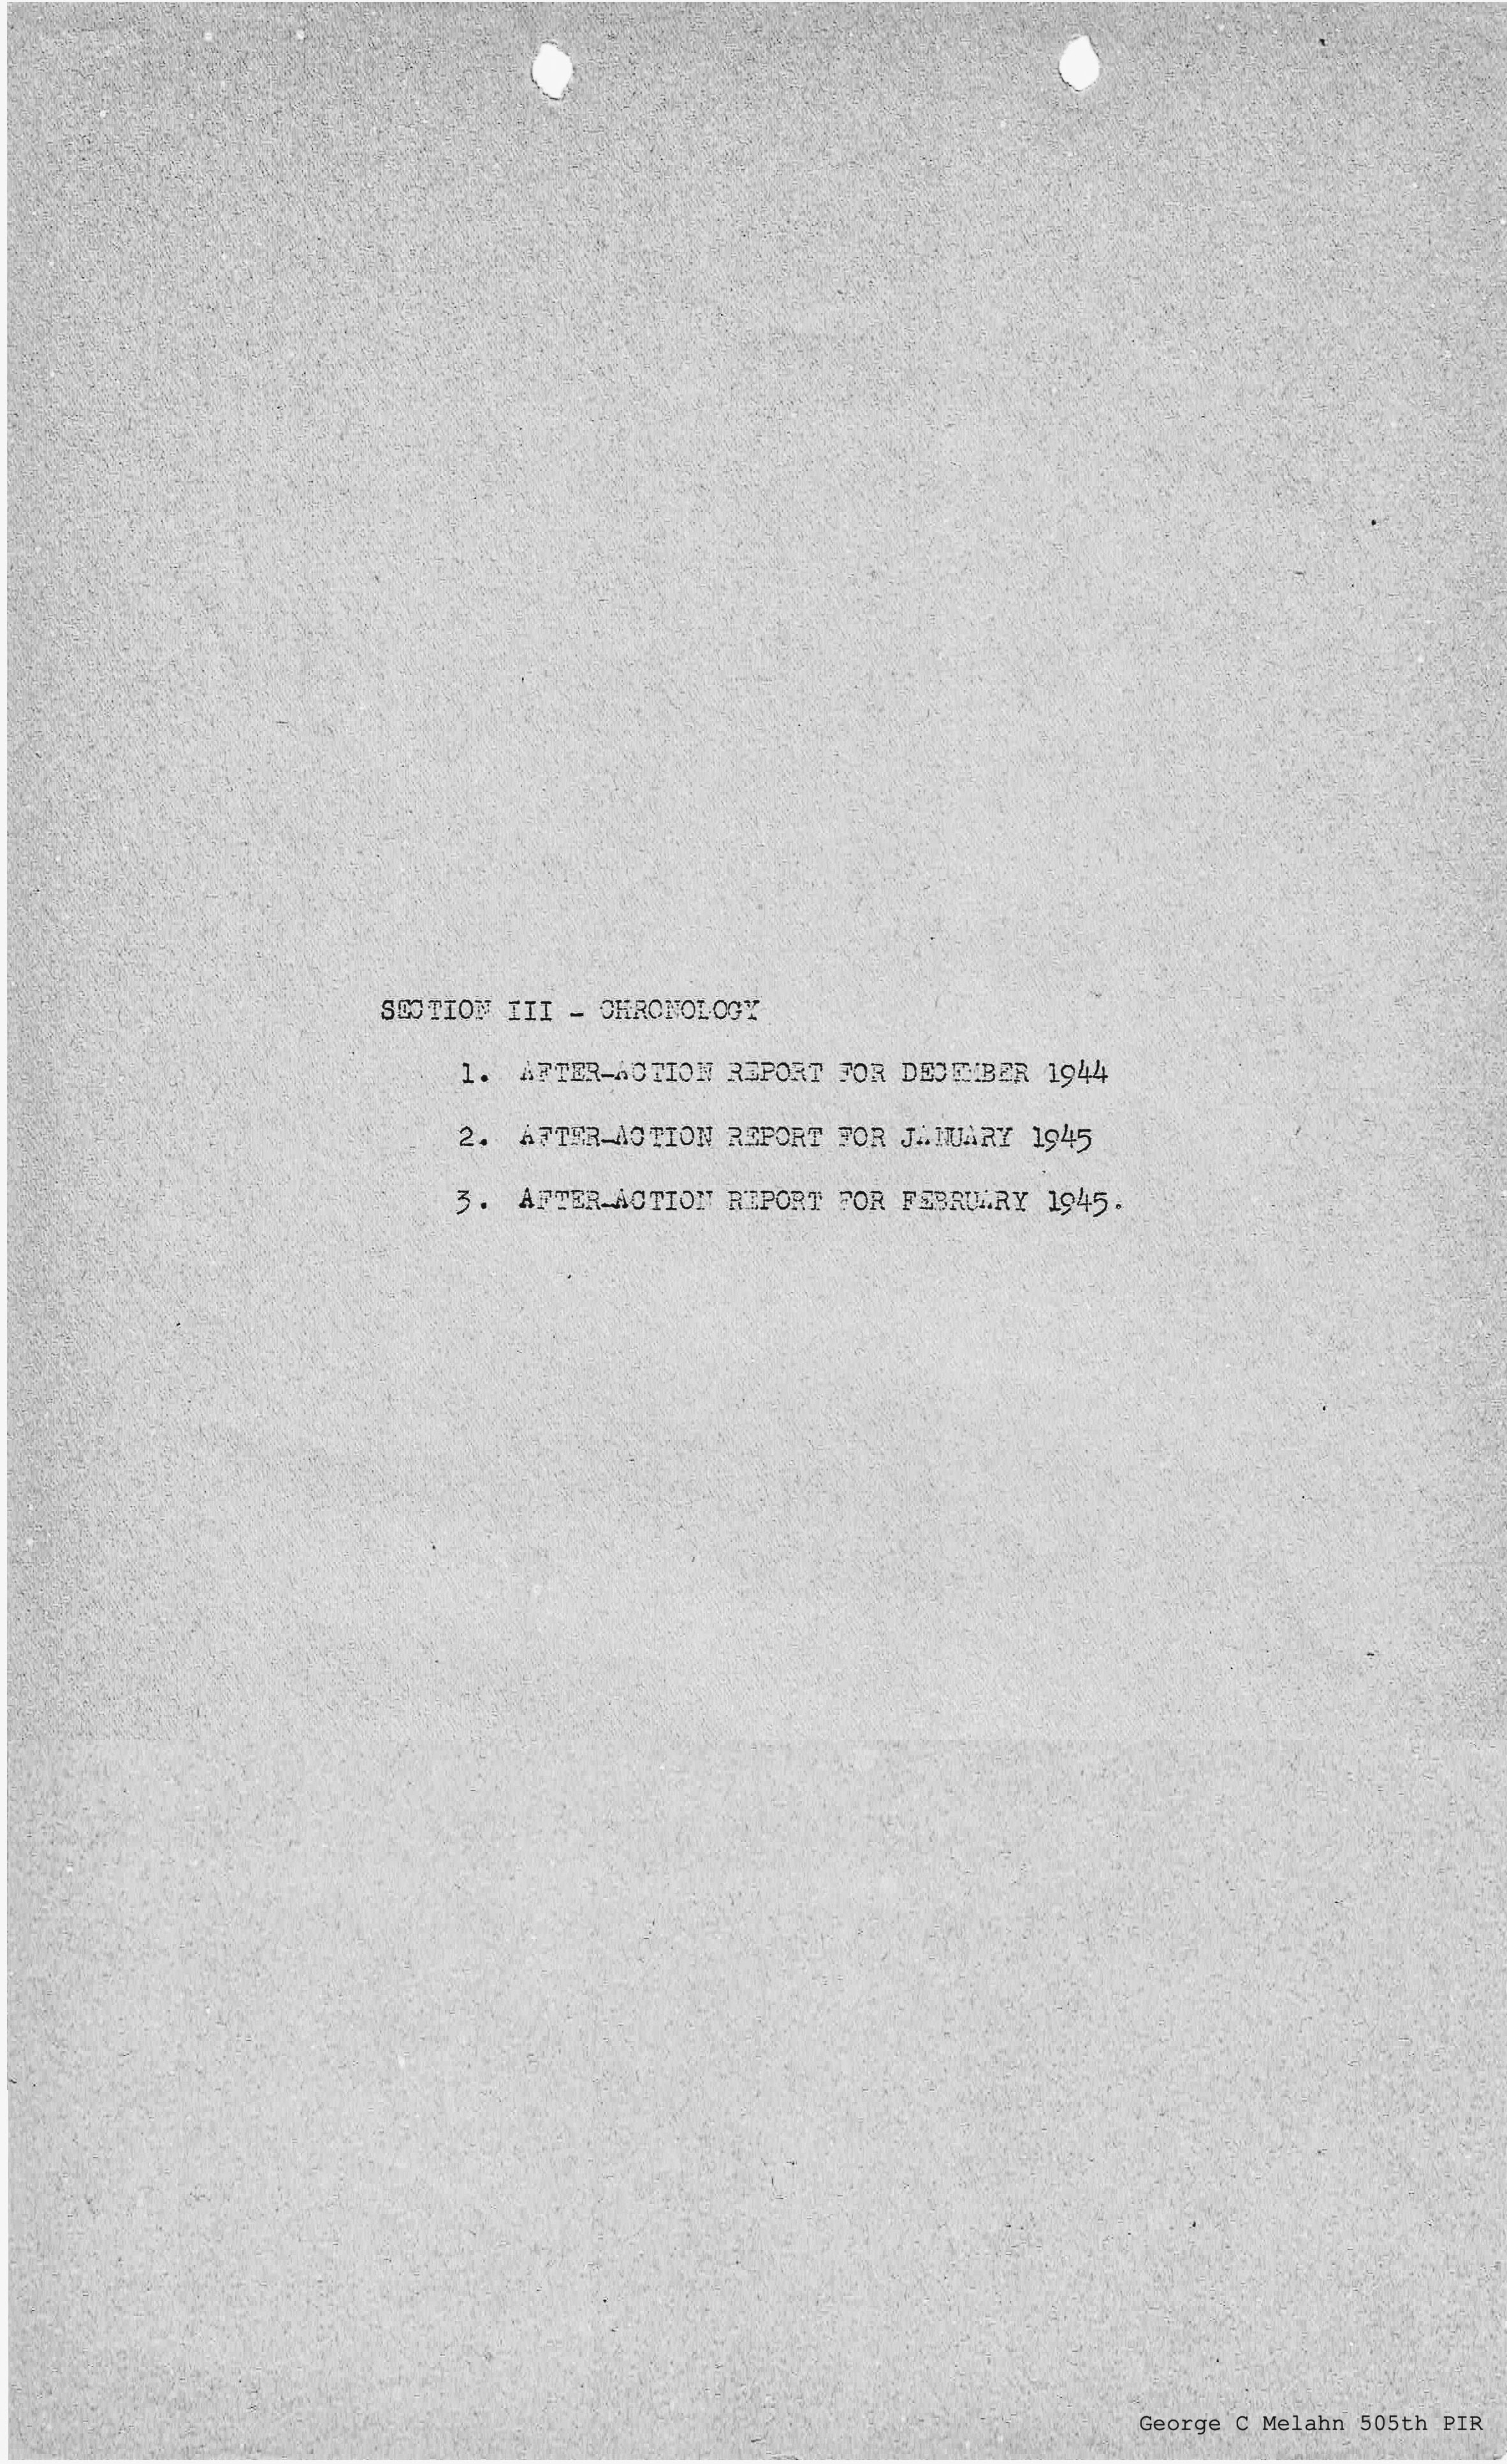 SECTION III - CHRONOLOGY
1. AFTER-ACTION REPORT FOR DECEMBER 1944
2. AFTER-ACTION REPORT FOR JANUARY 1945
3. AFTER-ACTION REPORT FOR FEBRUARY 1945.
George C Melahn 505th PIR